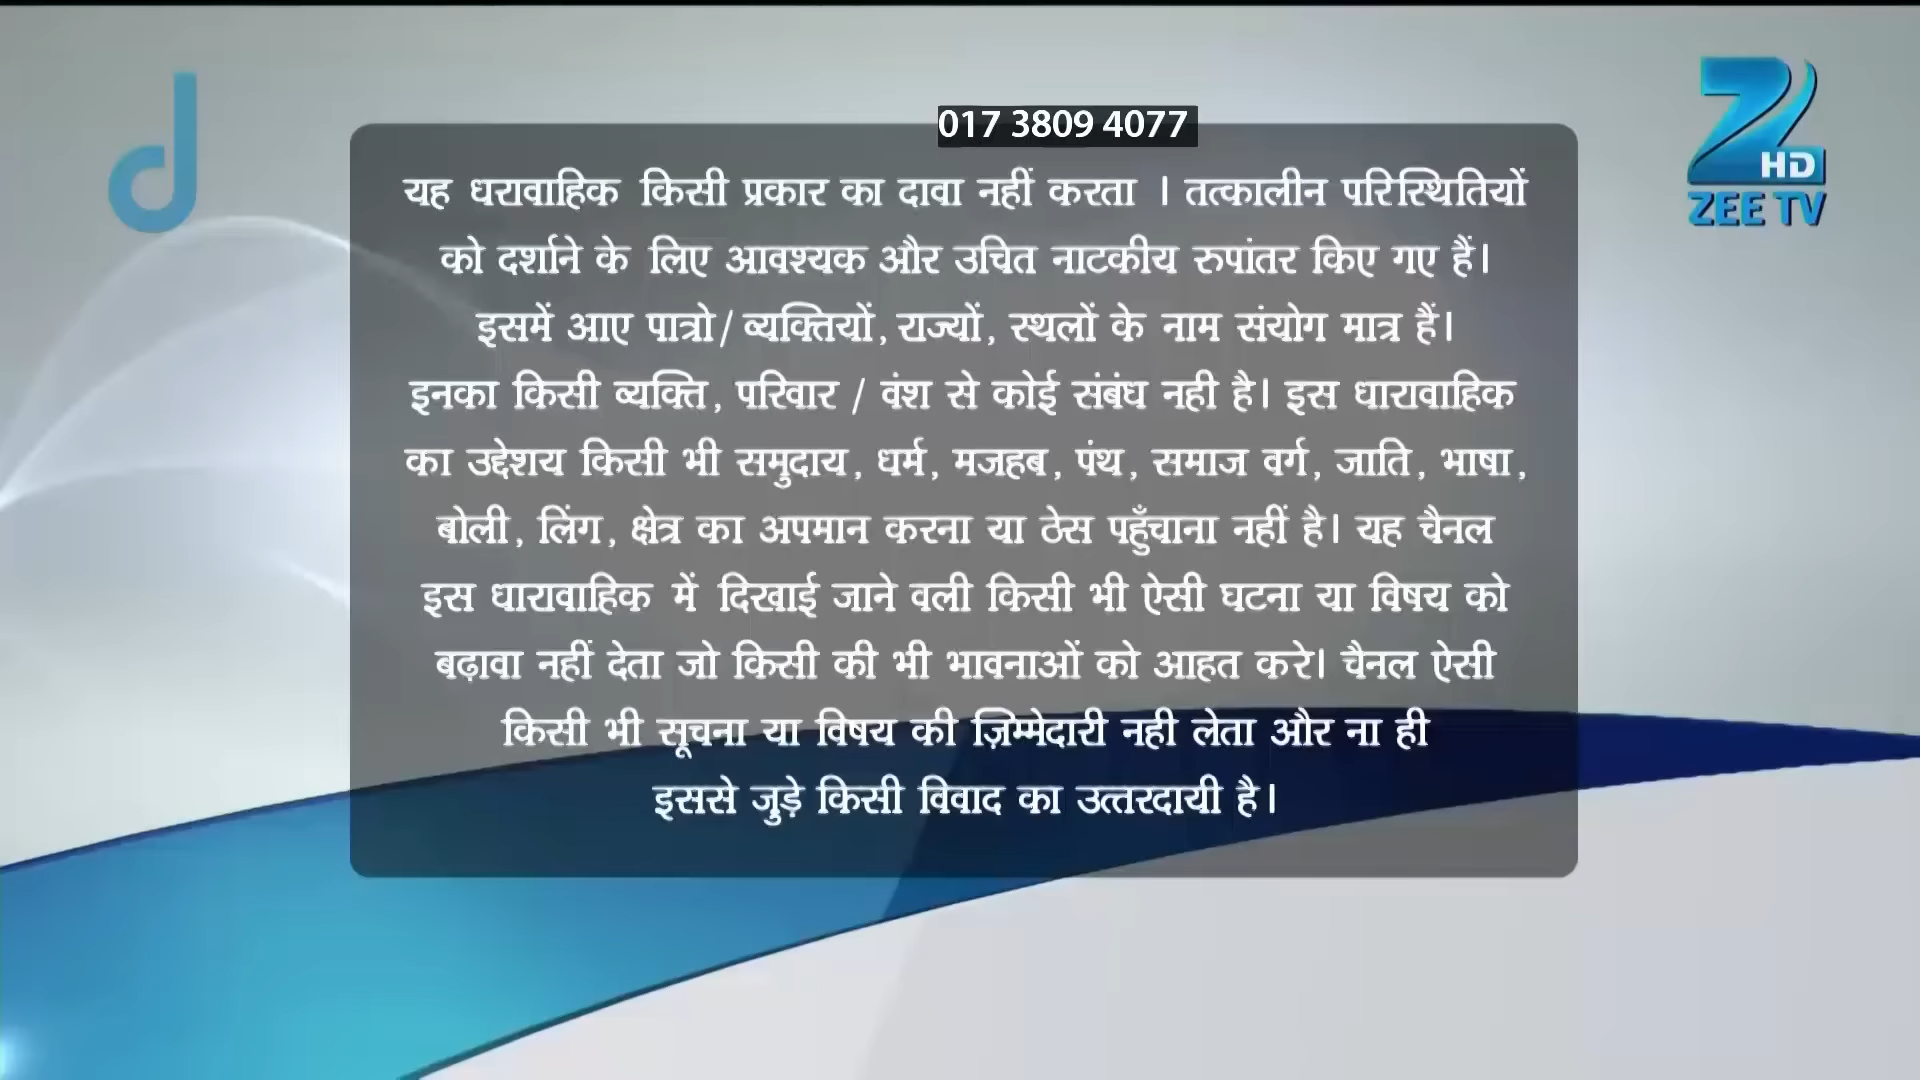 017 3809 4077
HD
ZEE TV
यह धरावाहिक किसी प्रकार का दावा नहीं करता । तत्कालीन परिस्थितियों
को दर्शाने के लिए आवश्यक और उचित नाटकीय रुपांतर किए गए हैं।
इसमें आए पात्रो/ व्यक्तियों, राज्यों, स्थलों के नाम संयोग मात्र हैं।
इनका किसी व्यक्ति, परिवार / वंश से कोई संबंध नही है। इस धारावाहिक
का उद्देशय किसी भी समुदाय, धर्म, मजहब, पंथ, समाज वर्ग, जाति, भाषा,
बोली, लिंग, क्षेत्र का अपमान करना या ठेस पहुँचाना नहीं है। यह चैनल
इस धारावाहिक में दिखाई जाने वली किसी भी ऐसी घटना या विषय को
बढ़ावा नहीं देता जो किसी की भी भावनाओं को आहत करे। चैनल ऐसी
किसी भी सूचना या विषय की ज़िम्मेदारी नही लेता और ना ही
इससे जुड़े किसी विवाद का उत्तरदायी है।